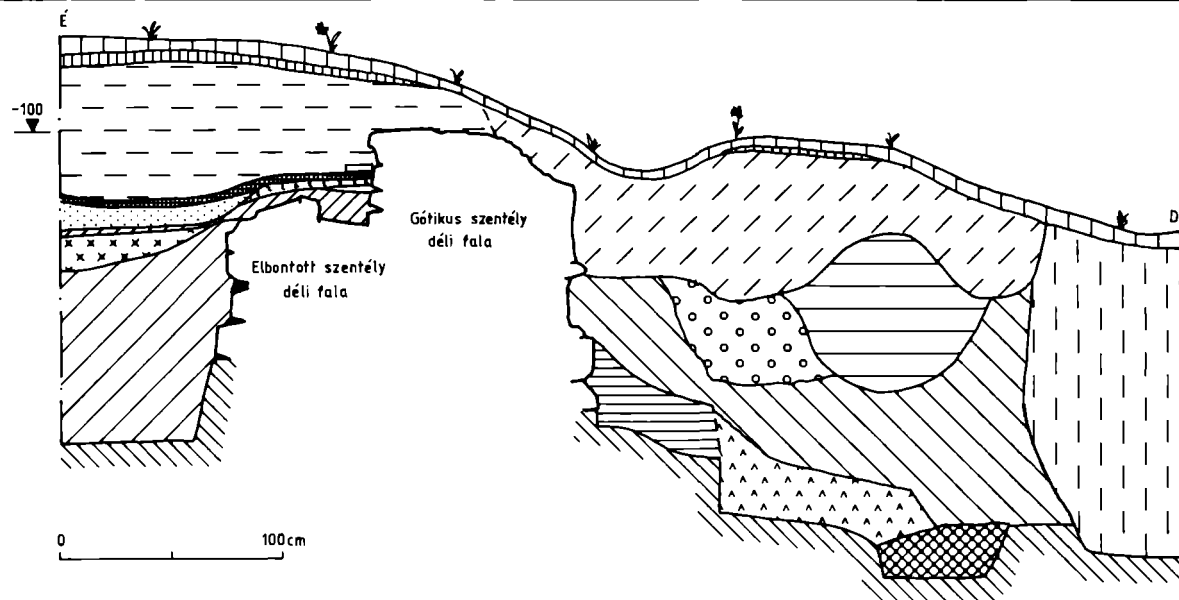 É
-100
D
Gótikus szentély
déli fala
Elbontott szentély
déli fala
0 100cm